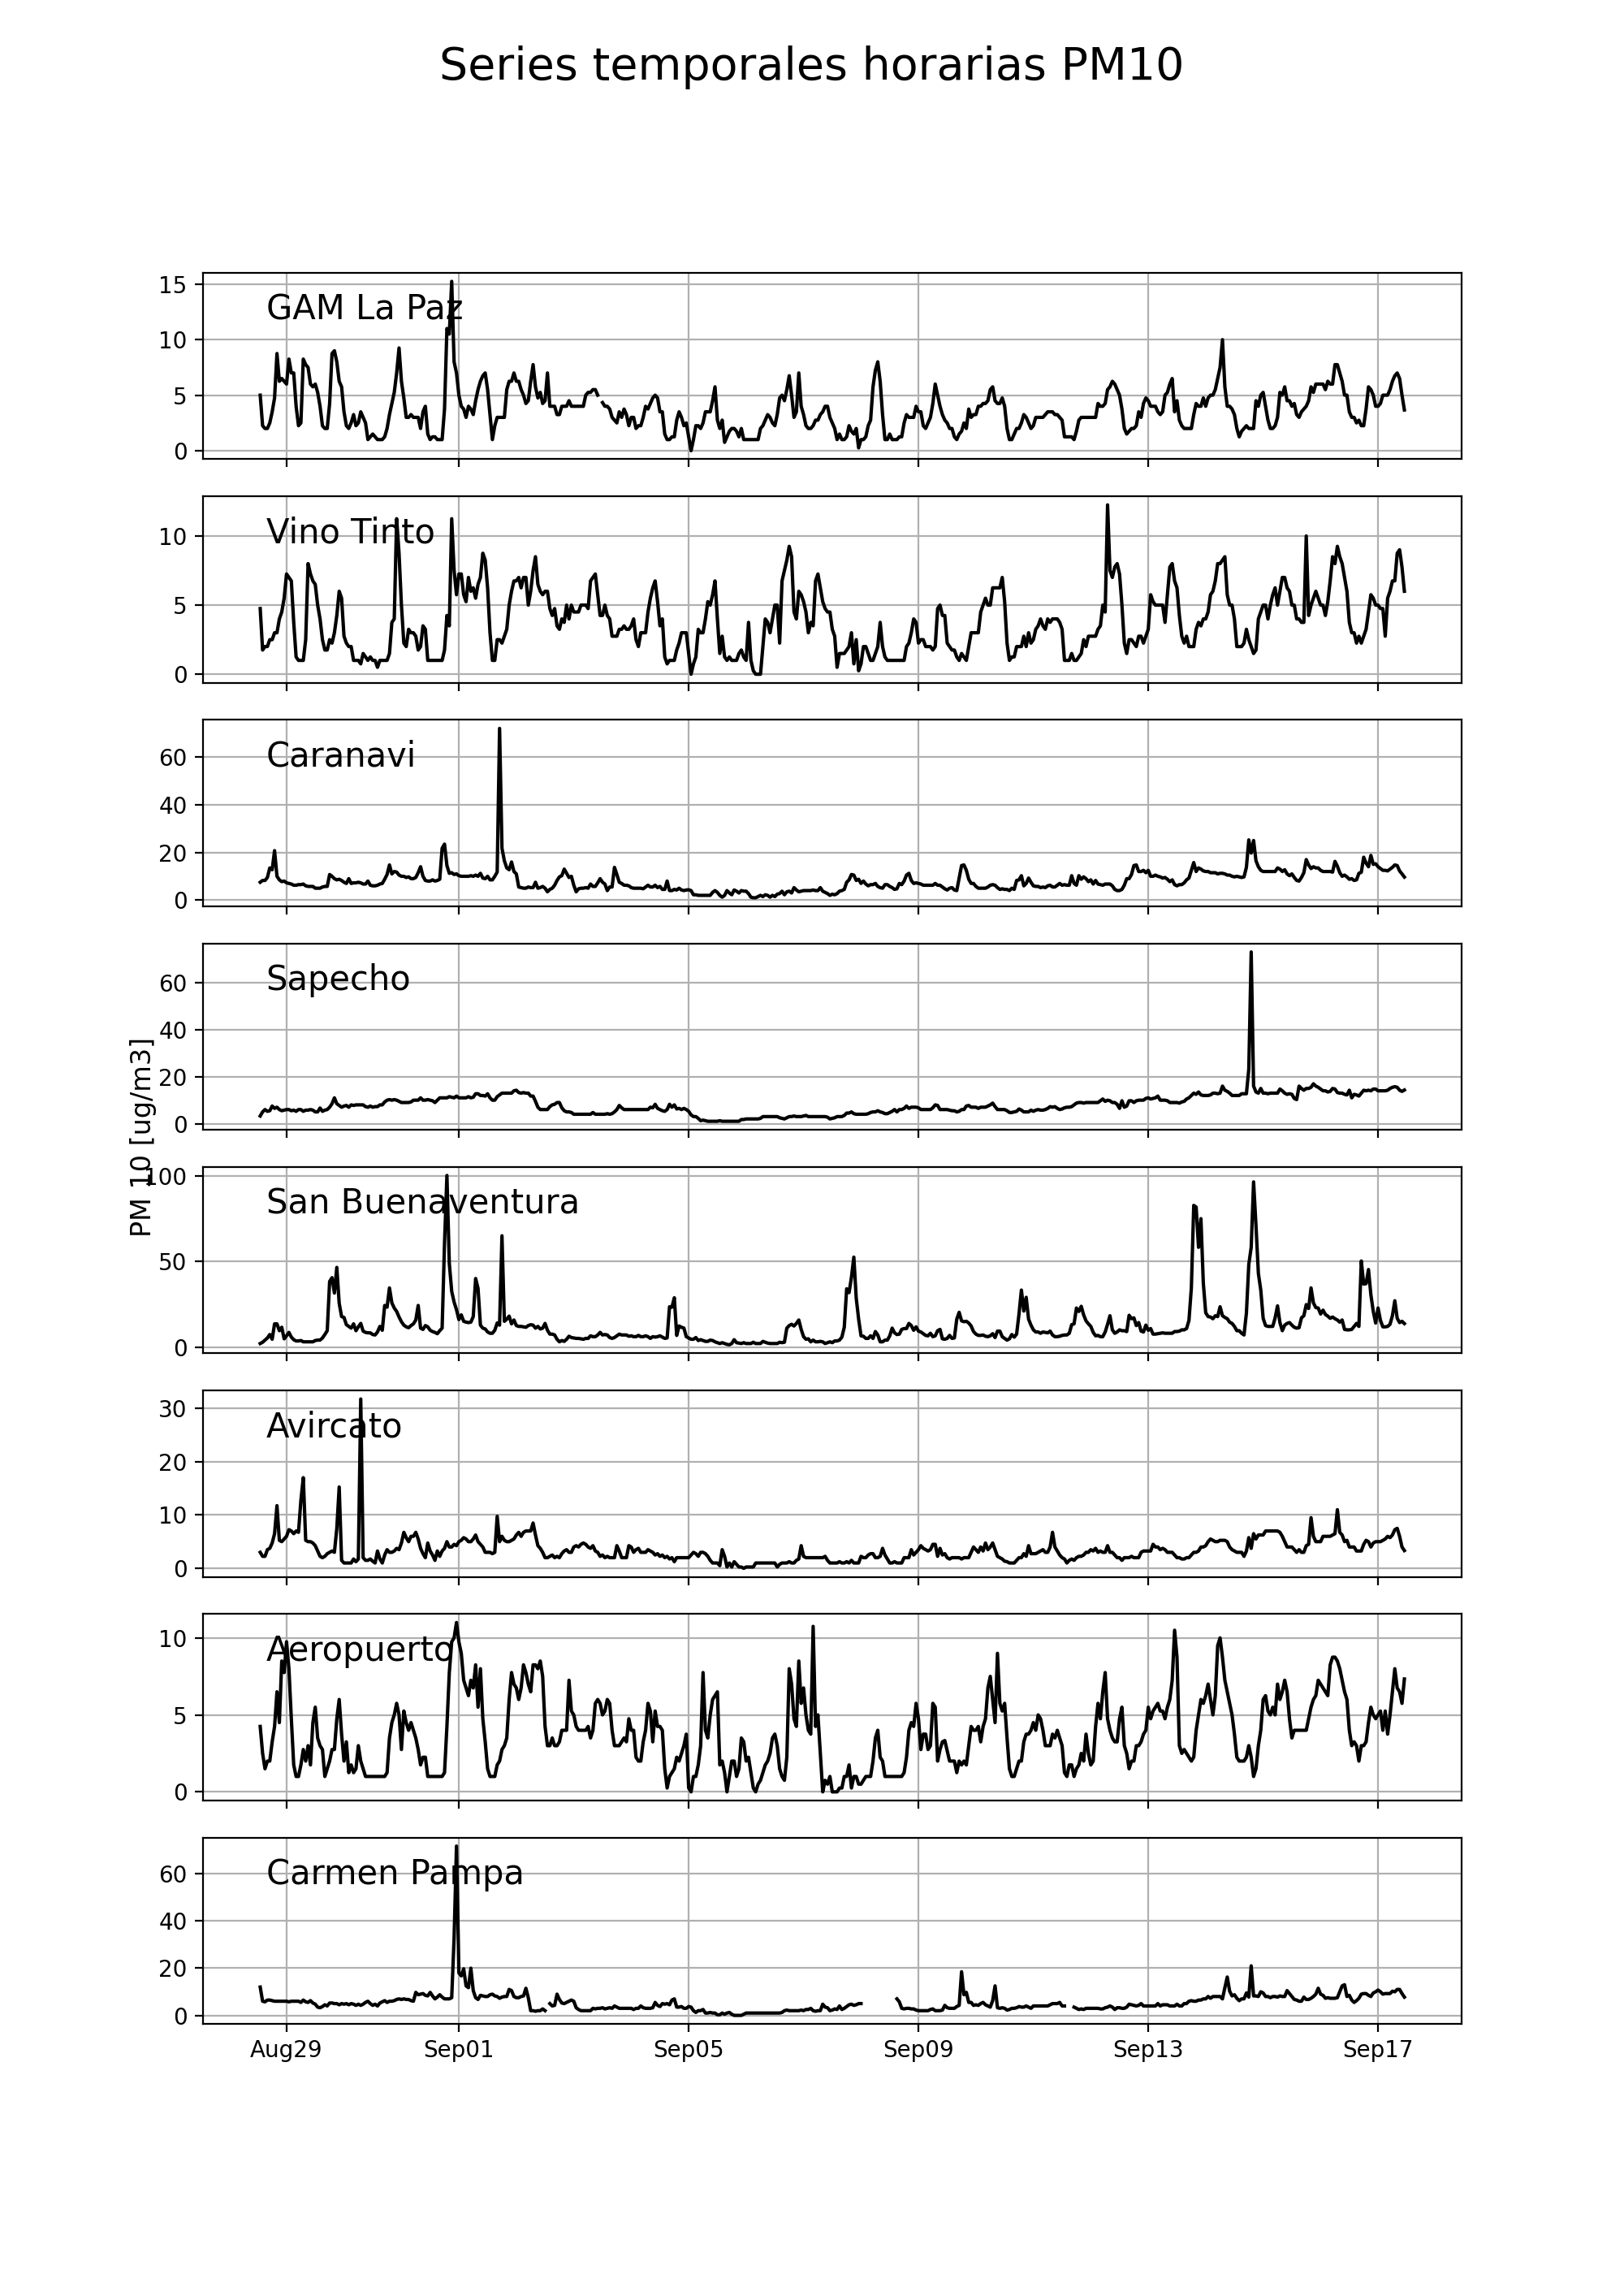 Series temporales horarias PM10
15
GAM La Paz
10
5
0
Vino Tinto
10
5
0
Caranavi
60
40
20
0
Sapecho
60
40
20
0
PM 10 [ug/m3]
100
San Buenaventura
50
0
30
Avircato
20
10
0
10
Aeropuerto
5
0
Carmen Pampa
60
40
20
0
Aug29 Sep01 Sep05 Sep09 Sep13 Sep17